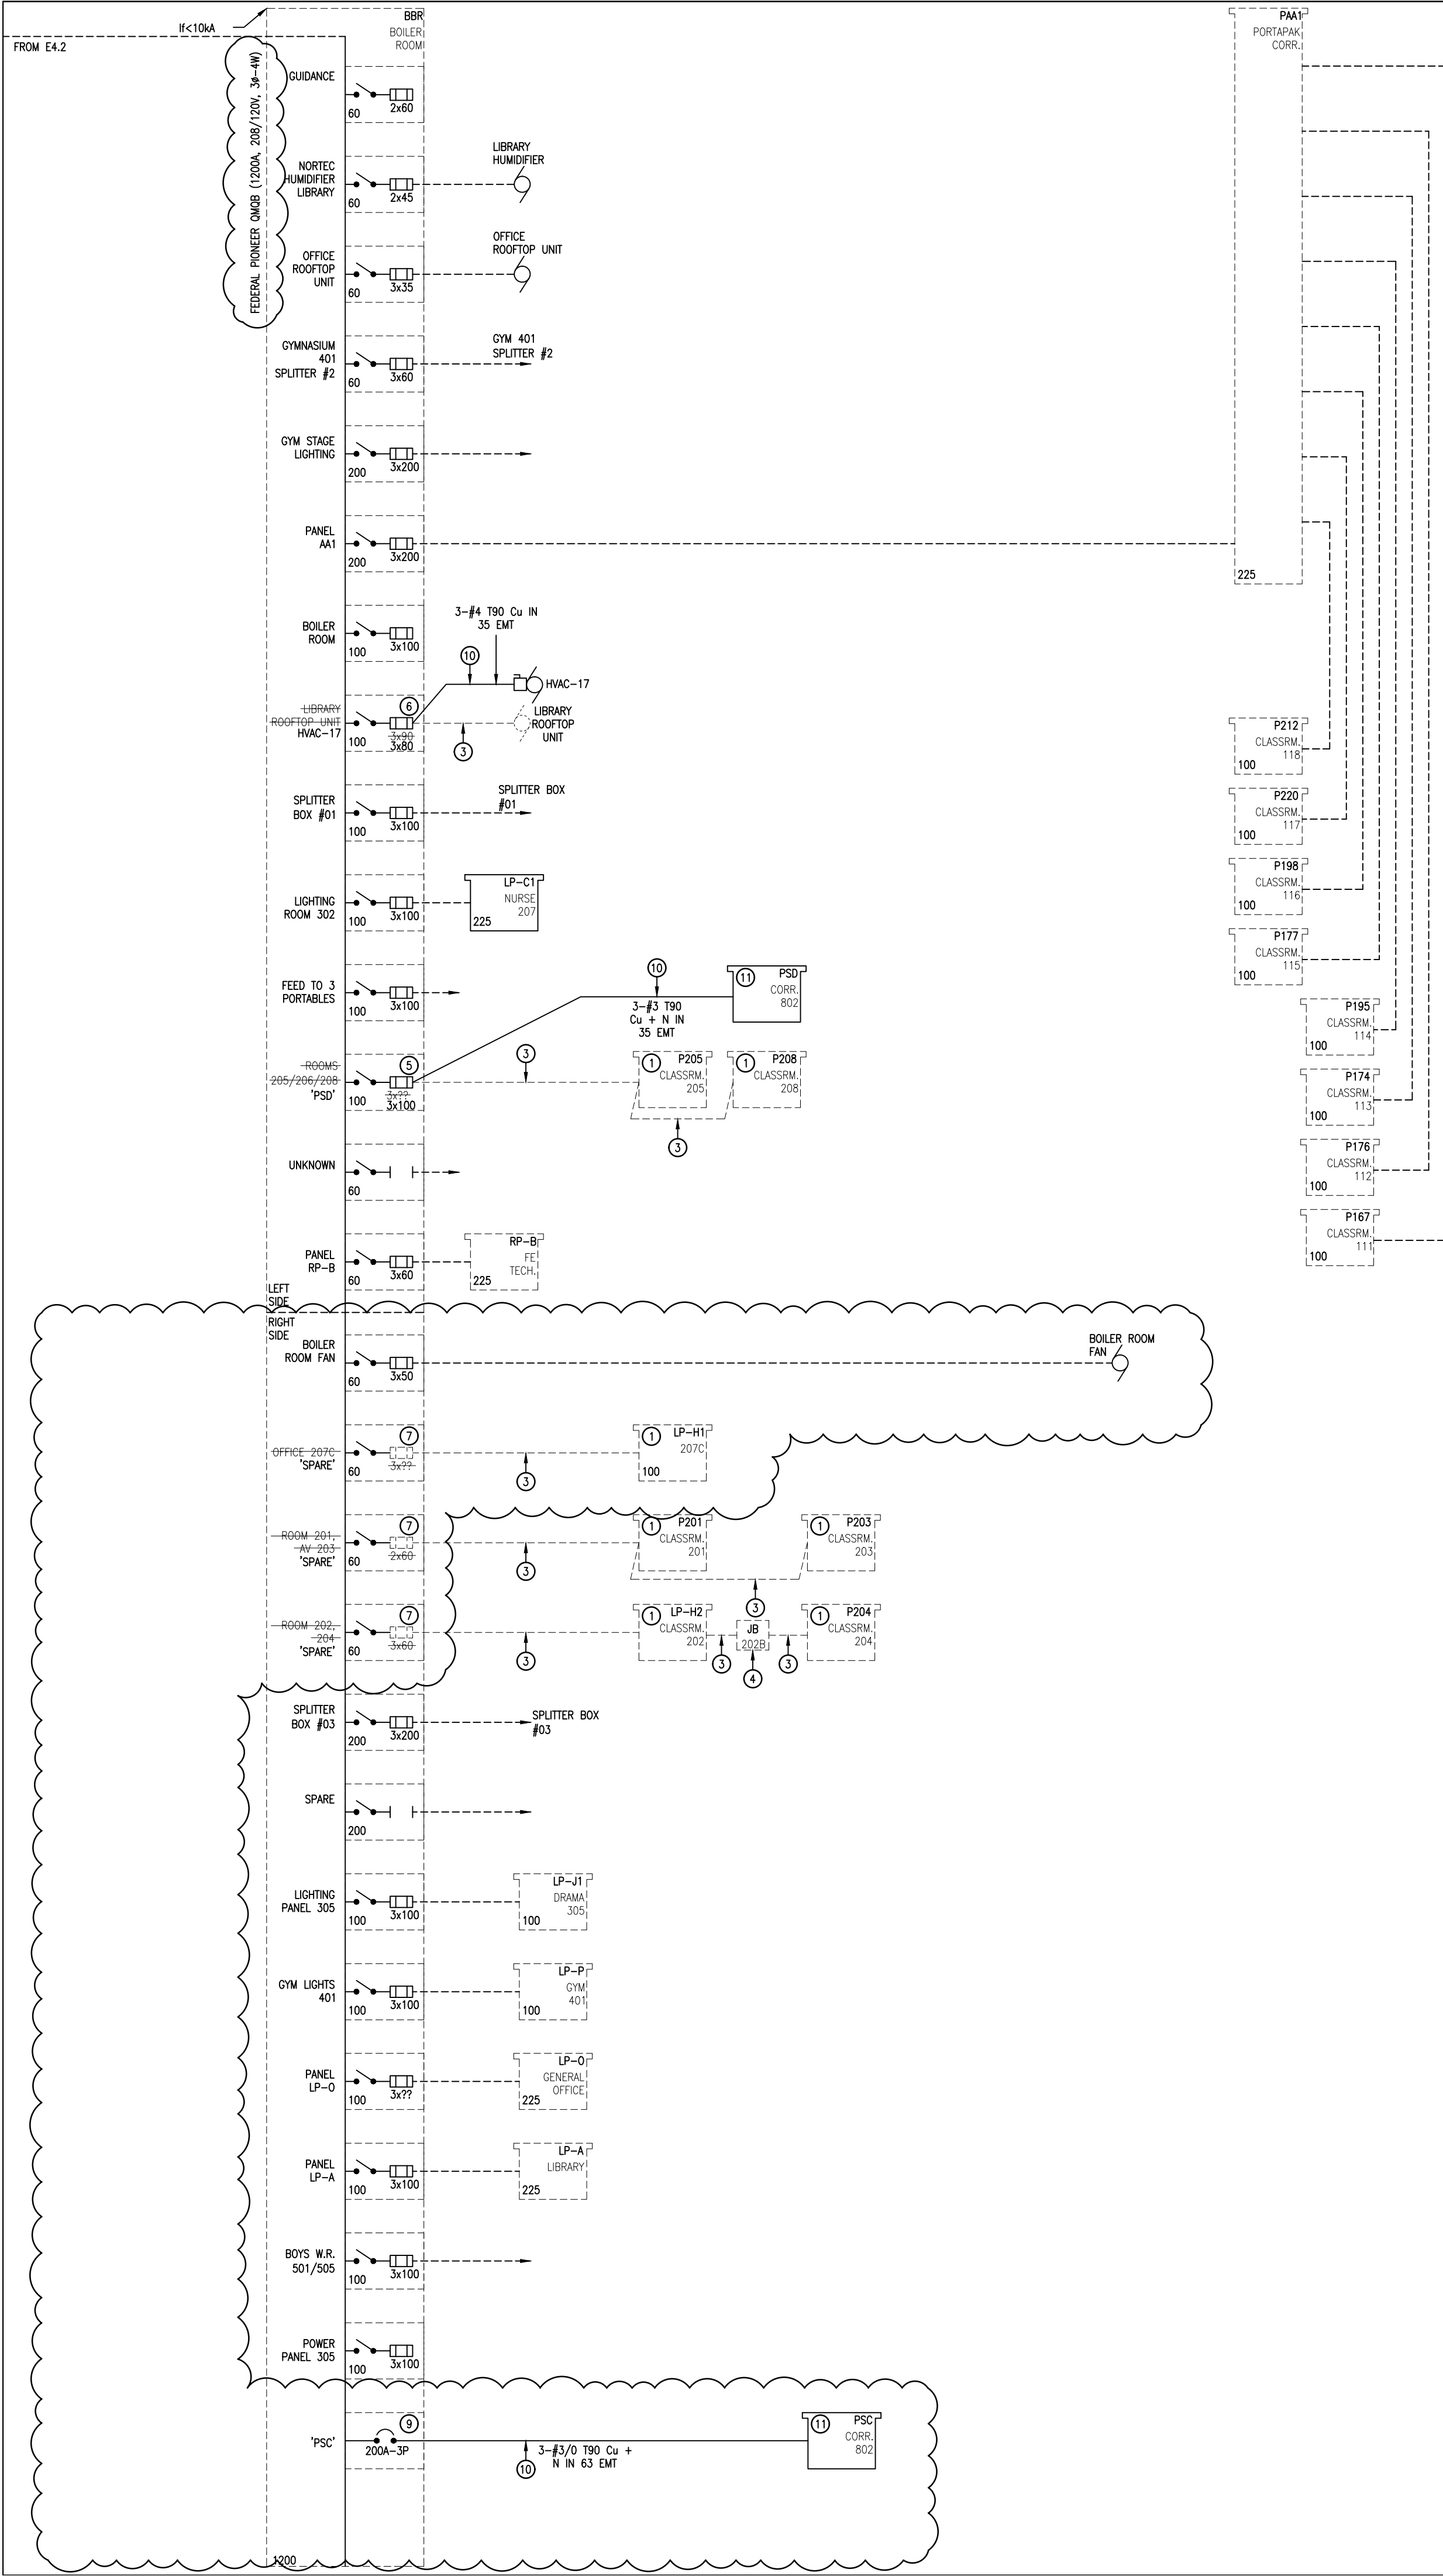 If<10kA
FROM E4.2
FEDERAL PIONEER QMQB (1200A, 208/120V, 3ø-4W)
BBR
BOILER
ROOM
PAA1
PORTAPAK
CORR.
225
GUIDANCE
60
2x60
NORTEC
HUMIDIFIER
LIBRARY
60
2x45
LIBRARY
HUMIDIFIER
OFFICE
ROOFTOP
UNIT
60
3x35
OFFICE
ROOFTOP UNIT
GYMNASIUM
401
SPLITTER #2
60
3x60
GYM 401
SPLITTER #2
GYM STAGE
LIGHTING
200
3x200
PANEL
AA1
200
3x200
BOILER
ROOM
100
3x100
3-#4 T90 Cu IN
35 EMT
10
HVAC-17
LIBRARY
ROOFTOP UNIT
HVAC-17
100
6
3x90
3x80
3
LIBRARY
ROOFTOP
UNIT
SPLITTER
BOX #01
100
3x100
SPLITTER BOX
#01
LIGHTING
ROOM 302
100
3x100
LP-C1
NURSE
207
225
FEED TO 3
PORTABLES
100
3x100
10
3-#3 T90
Cu + N IN
35 EMT
11
PSD
CORR.
802
ROOMS
205/206/208
'PSD'
100
5
3x??
3x100
3
1
P205
CLASSRM.
205
1
P208
CLASSRM.
208
3
UNKNOWN
60
PANEL
RP-B
60
3x60
RP-B
FE
TECH.
225
P212
CLASSRM.
118
100
P220
CLASSRM.
117
100
P198
CLASSRM.
116
100
P177
CLASSRM.
115
100
P195
CLASSRM.
114
100
P174
CLASSRM.
113
100
P176
CLASSRM.
112
100
P167
CLASSRM.
111
100
LEFT
SIDE
RIGHT
SIDE
BOILER
ROOM FAN
60
3x50
BOILER ROOM
FAN
OFFICE 207C
'SPARE'
60
7
3x??
3
1
LP-H1
207C
100
ROOM 201,
AV 203
'SPARE'
60
7
2x60
3
1
P201
CLASSRM.
201
1
P203
CLASSRM.
203
3
ROOM 202,
204
'SPARE'
60
7
3x60
3
1
LP-H2
CLASSRM.
202
3
JB
202B
4
3
1
P204
CLASSRM.
204
SPLITTER
BOX #03
200
3x200
SPLITTER BOX
#03
SPARE
200
LIGHTING
PANEL 305
100
3x100
LP-J1
DRAMA
305
100
GYM LIGHTS
401
100
3x100
LP-P
GYM
401
100
PANEL
LP-O
100
3x??
LP-O
GENERAL
OFFICE
225
PANEL
LP-A
100
3x100
LP-A
LIBRARY
225
BOYS W.R.
501/505
100
3x100
POWER
PANEL 305
100
3x100
'PSC'
9
200A-3P
10
3-#3/0 T90 Cu +
N IN 63 EMT
11
PSC
CORR.
802
1200